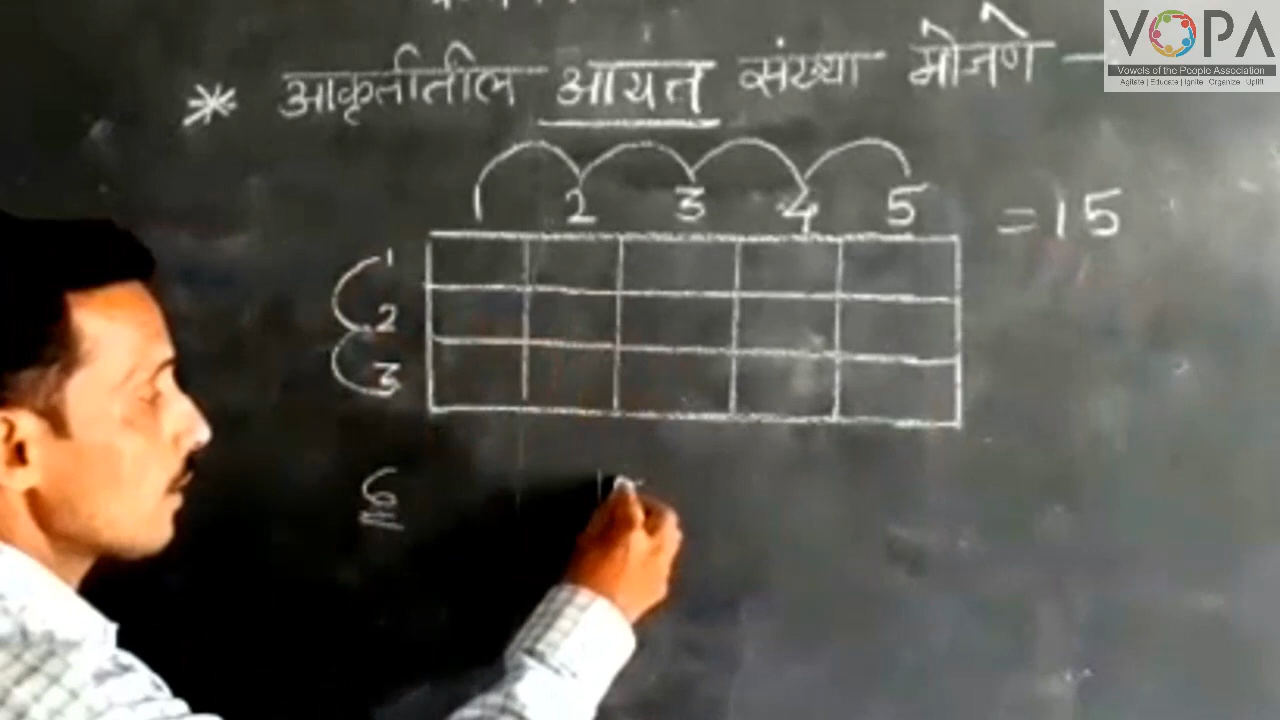 VOPA
Vowels of the People Association
Agitate | Educate | Ignite | Organize | Uplift
* आकृतीतील आयत संख्या मोजणे -
1 2 3 4 5 = 15
1
2
3
6